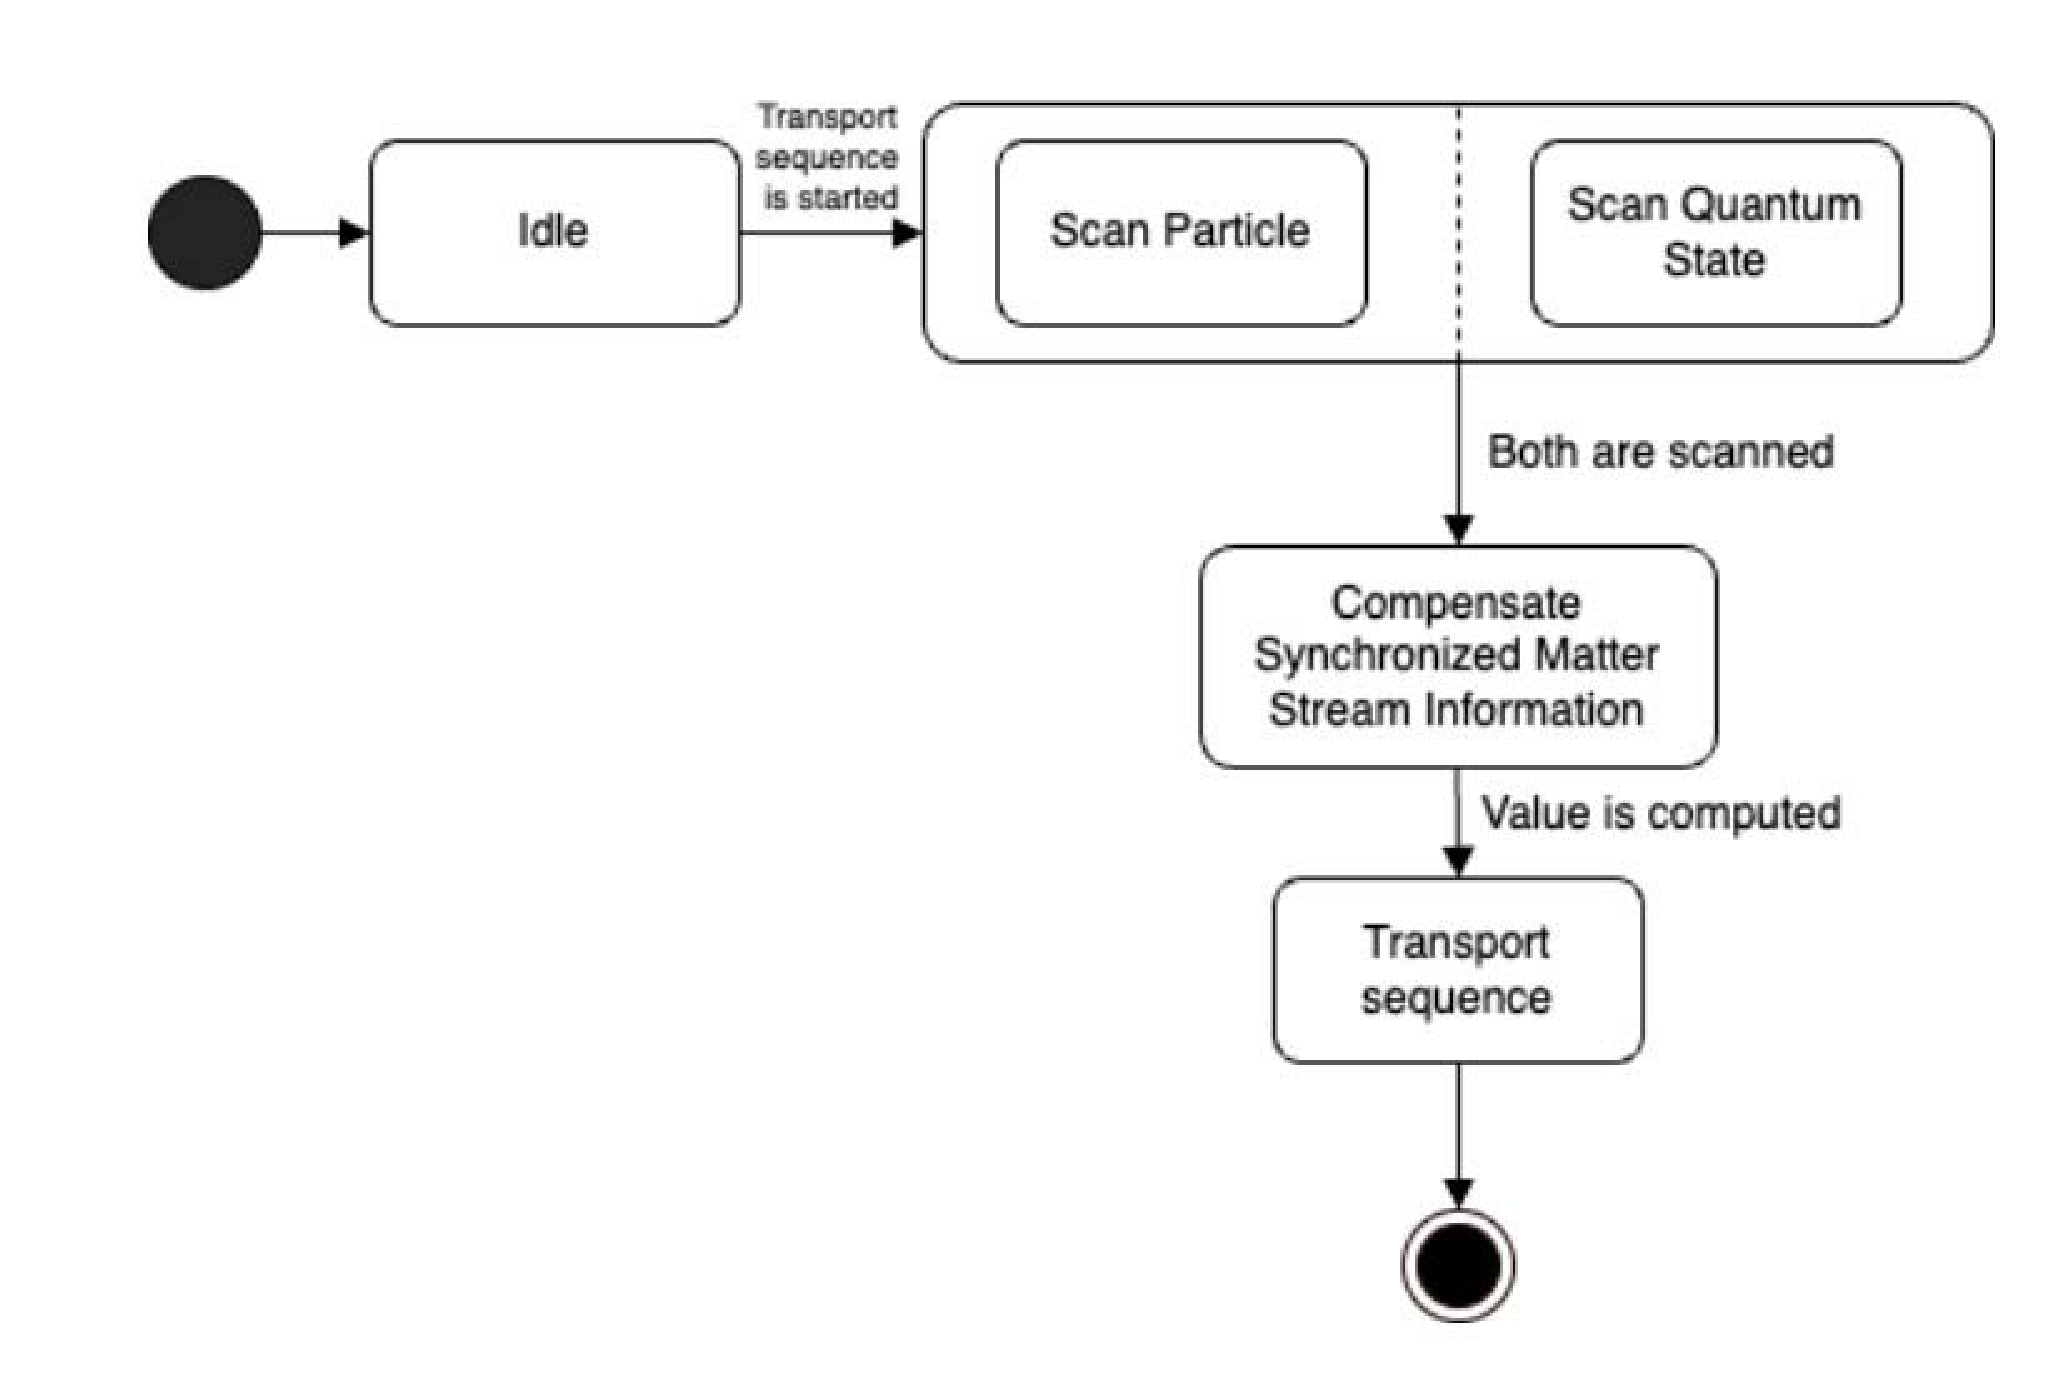 Idle
Transport
sequence
is started
Scan Particle
Scan Quantum
State
Both are scanned
Compensate
Synchronized Matter
Stream Information
Value is computed
Transport
sequence